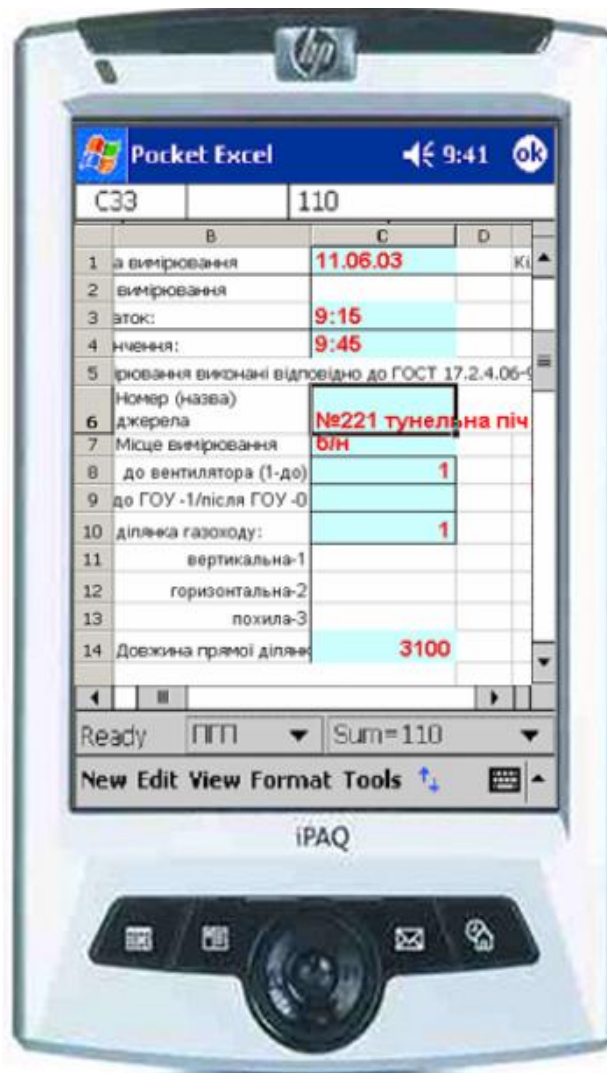 hp
Pocket Excel 9:41 ok
C33 110
B C D
1 а вимірювання 11.06.03 Кі
2 вимірювання
3 аток: 9:15
4 нчення: 9:45
5 рювання виконані відповідно до ГОСТ 17.2.4.06-9
Номер (назва)
6 джерела №221 тунельна піч
7 Місце вимірювання б/н
8 до вентилятора (1-до) 1
9 до ГОУ -1/після ГОУ -0
10 ділянка газоходу: 1
11 вертикальна-1
12 горизонтальна-2
13 похила-3
14 Довжина прямої ділянк 3100
Ready ПГП Sum=110
New Edit View Format Tools
iPAQ